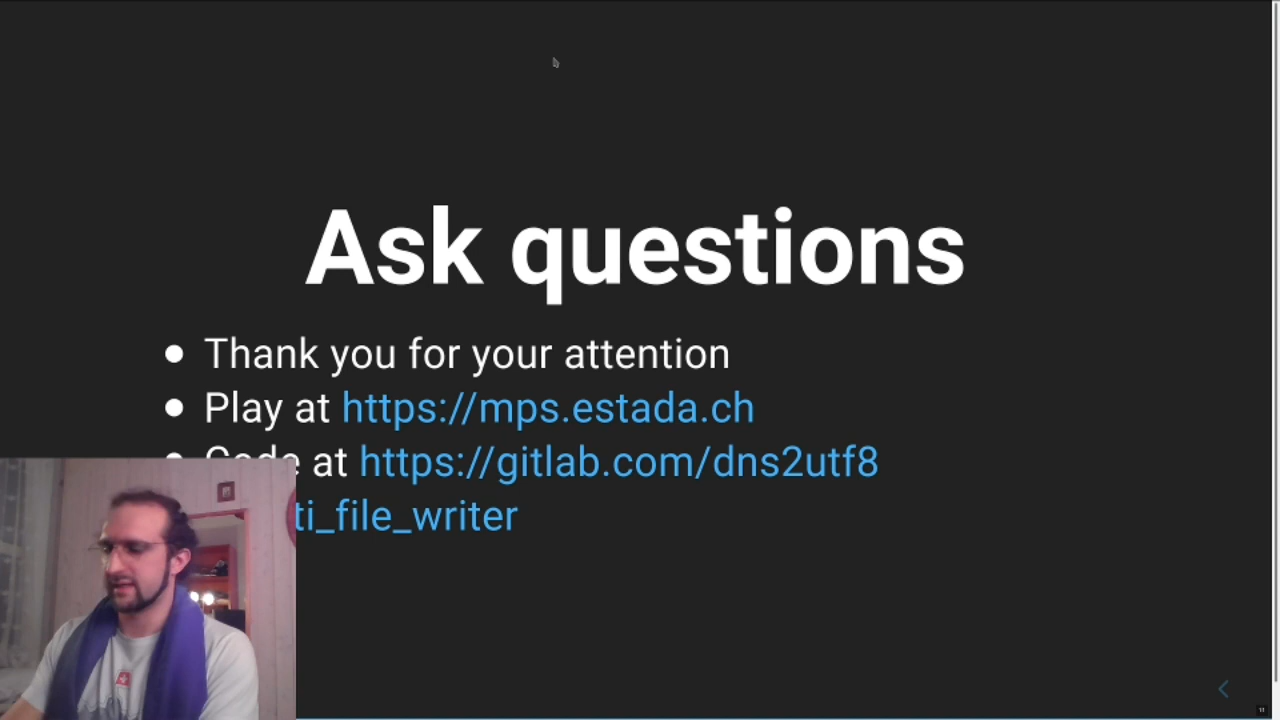 Ask questions
Thank you for your attention
Play at https://mps.estada.ch
at https://gitlab.com/dns2utf8
ti_file_writer